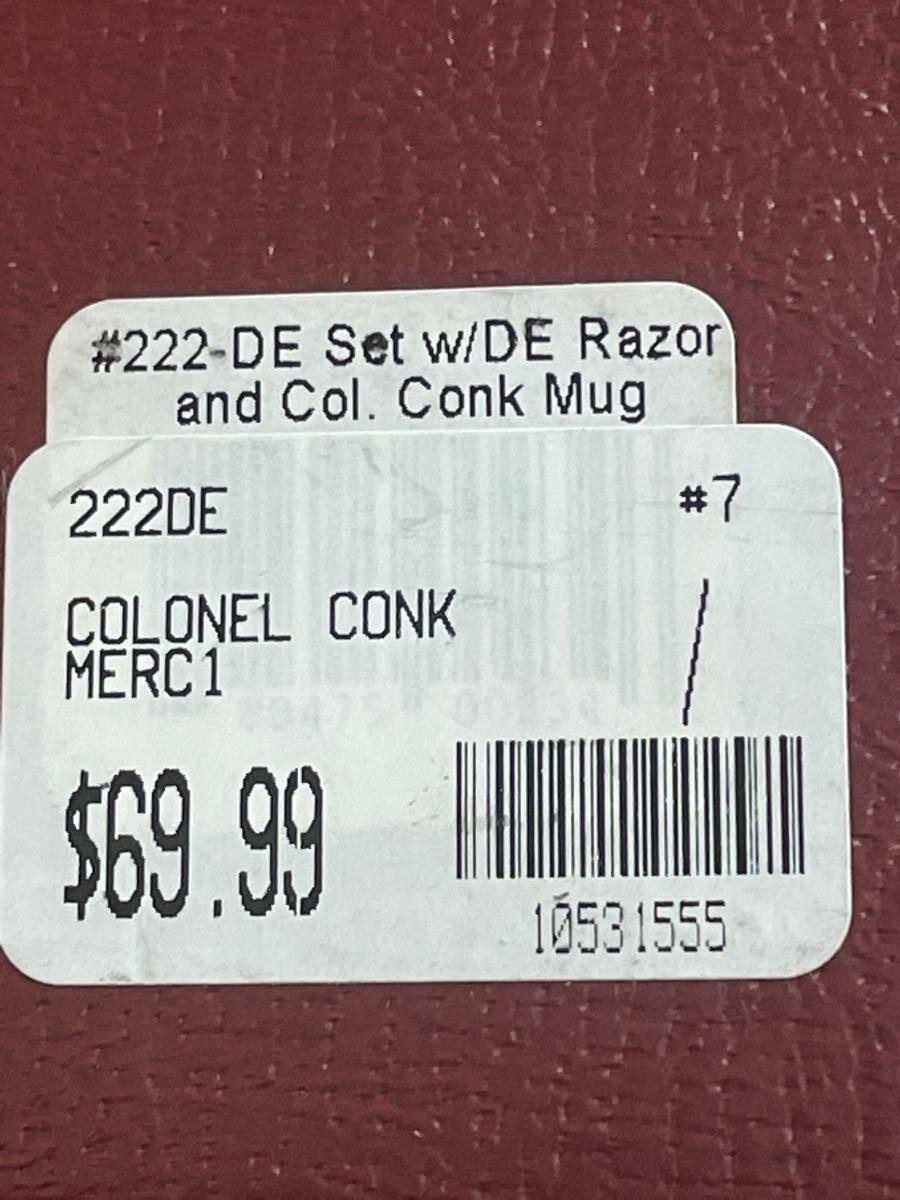 #222-DE Set w/DE Razor
and Col. Conk Mug
222DE #7
COLONEL CONK
MERC1
$69.99
10531555